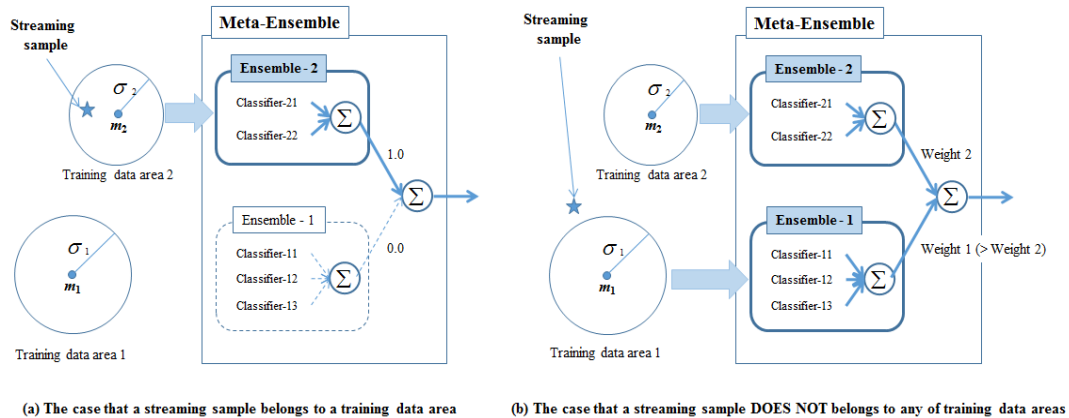 Streaming
sample
Meta-Ensemble
Ensemble - 2
σ 2
m2
Classifier-21
Classifier-22
Σ
Training data area 2
1.0
Σ
Ensemble - 1
0.0
σ 1
m1
Classifier-11
Classifier-12
Classifier-13
Σ
Training data area 1
(a) The case that a streaming sample belongs to a training data area
Streaming
sample
Meta-Ensemble
Ensemble - 2
σ 2
m2
Classifier-21
Classifier-22
Σ
Training data area 2
Weight 2
Σ
Ensemble - 1
Weight 1 (> Weight 2)
σ 1
m1
Classifier-11
Classifier-12
Classifier-13
Σ
Training data area 1
(b) The case that a streaming sample DOES NOT belongs to any of training data areas